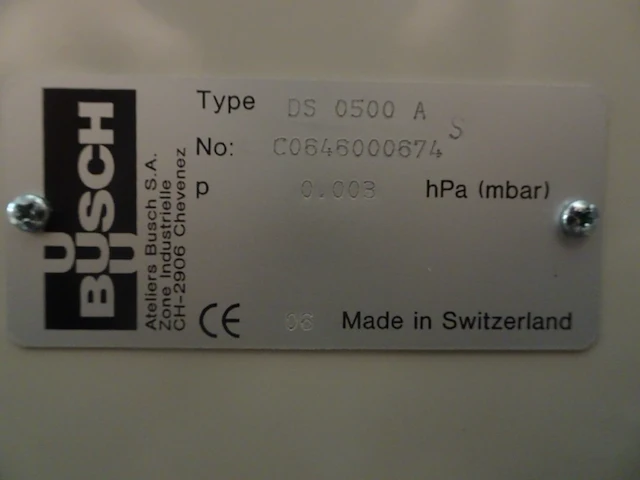 BUSCH
Ateliers Busch S.A.
Zone Industrielle
CH-2906 Chevenez
Type DS 0500 A S
No: C0646000674
p 0.003 hPa (mbar)
CE 06 Made in Switzerland